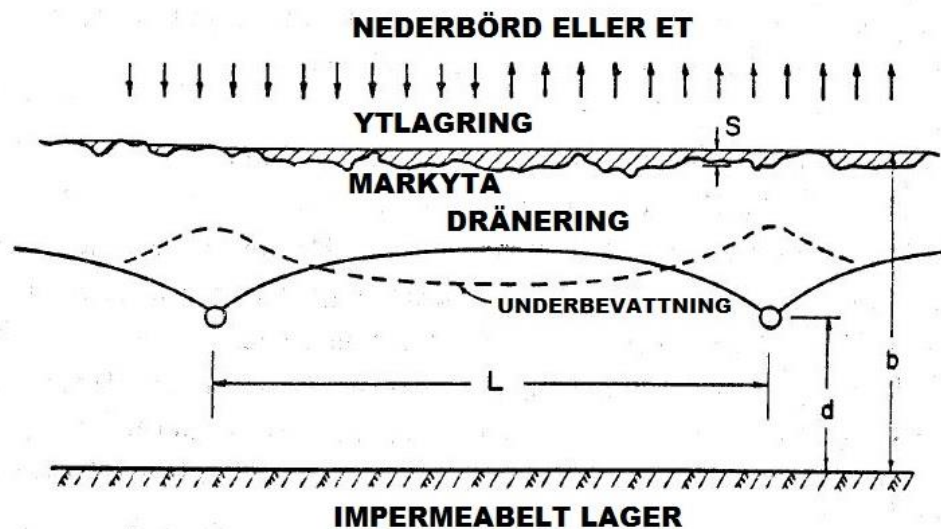 NEDERBÖRD ELLER ET
YTLAGRING
S
MARKYTA
DRÄNERING
UNDERBEVATTNING
b
L
d
IMPERMEABELT LAGER